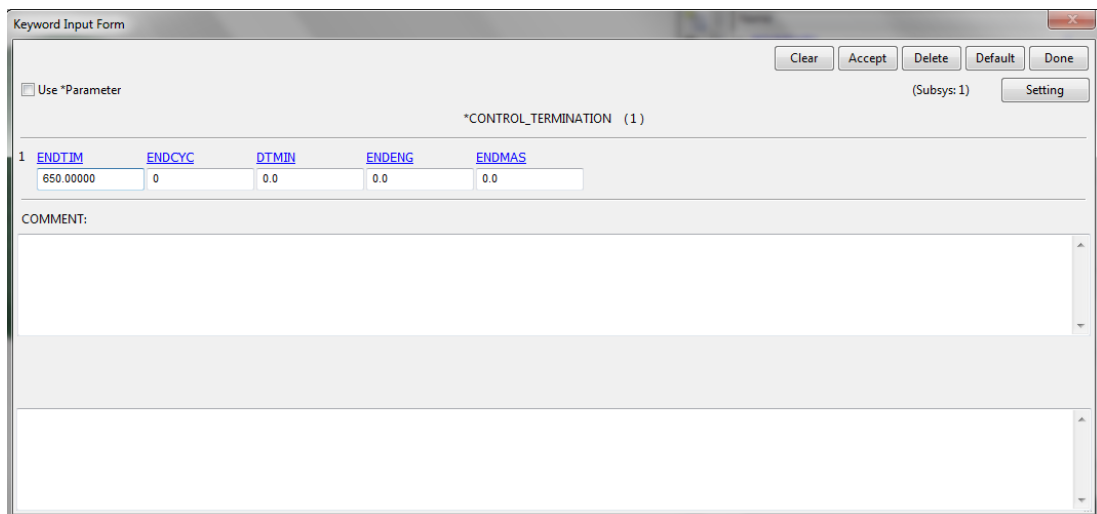 Keyword Input Form
X
Clear Accept Delete Default Done
Use *Parameter (Subsys: 1) Setting
*CONTROL_TERMINATION (1)
1 ENDTIM ENDCYC DTMIN ENDENG ENDMAS
650.00000 0 0.0 0.0 0.0
COMMENT: